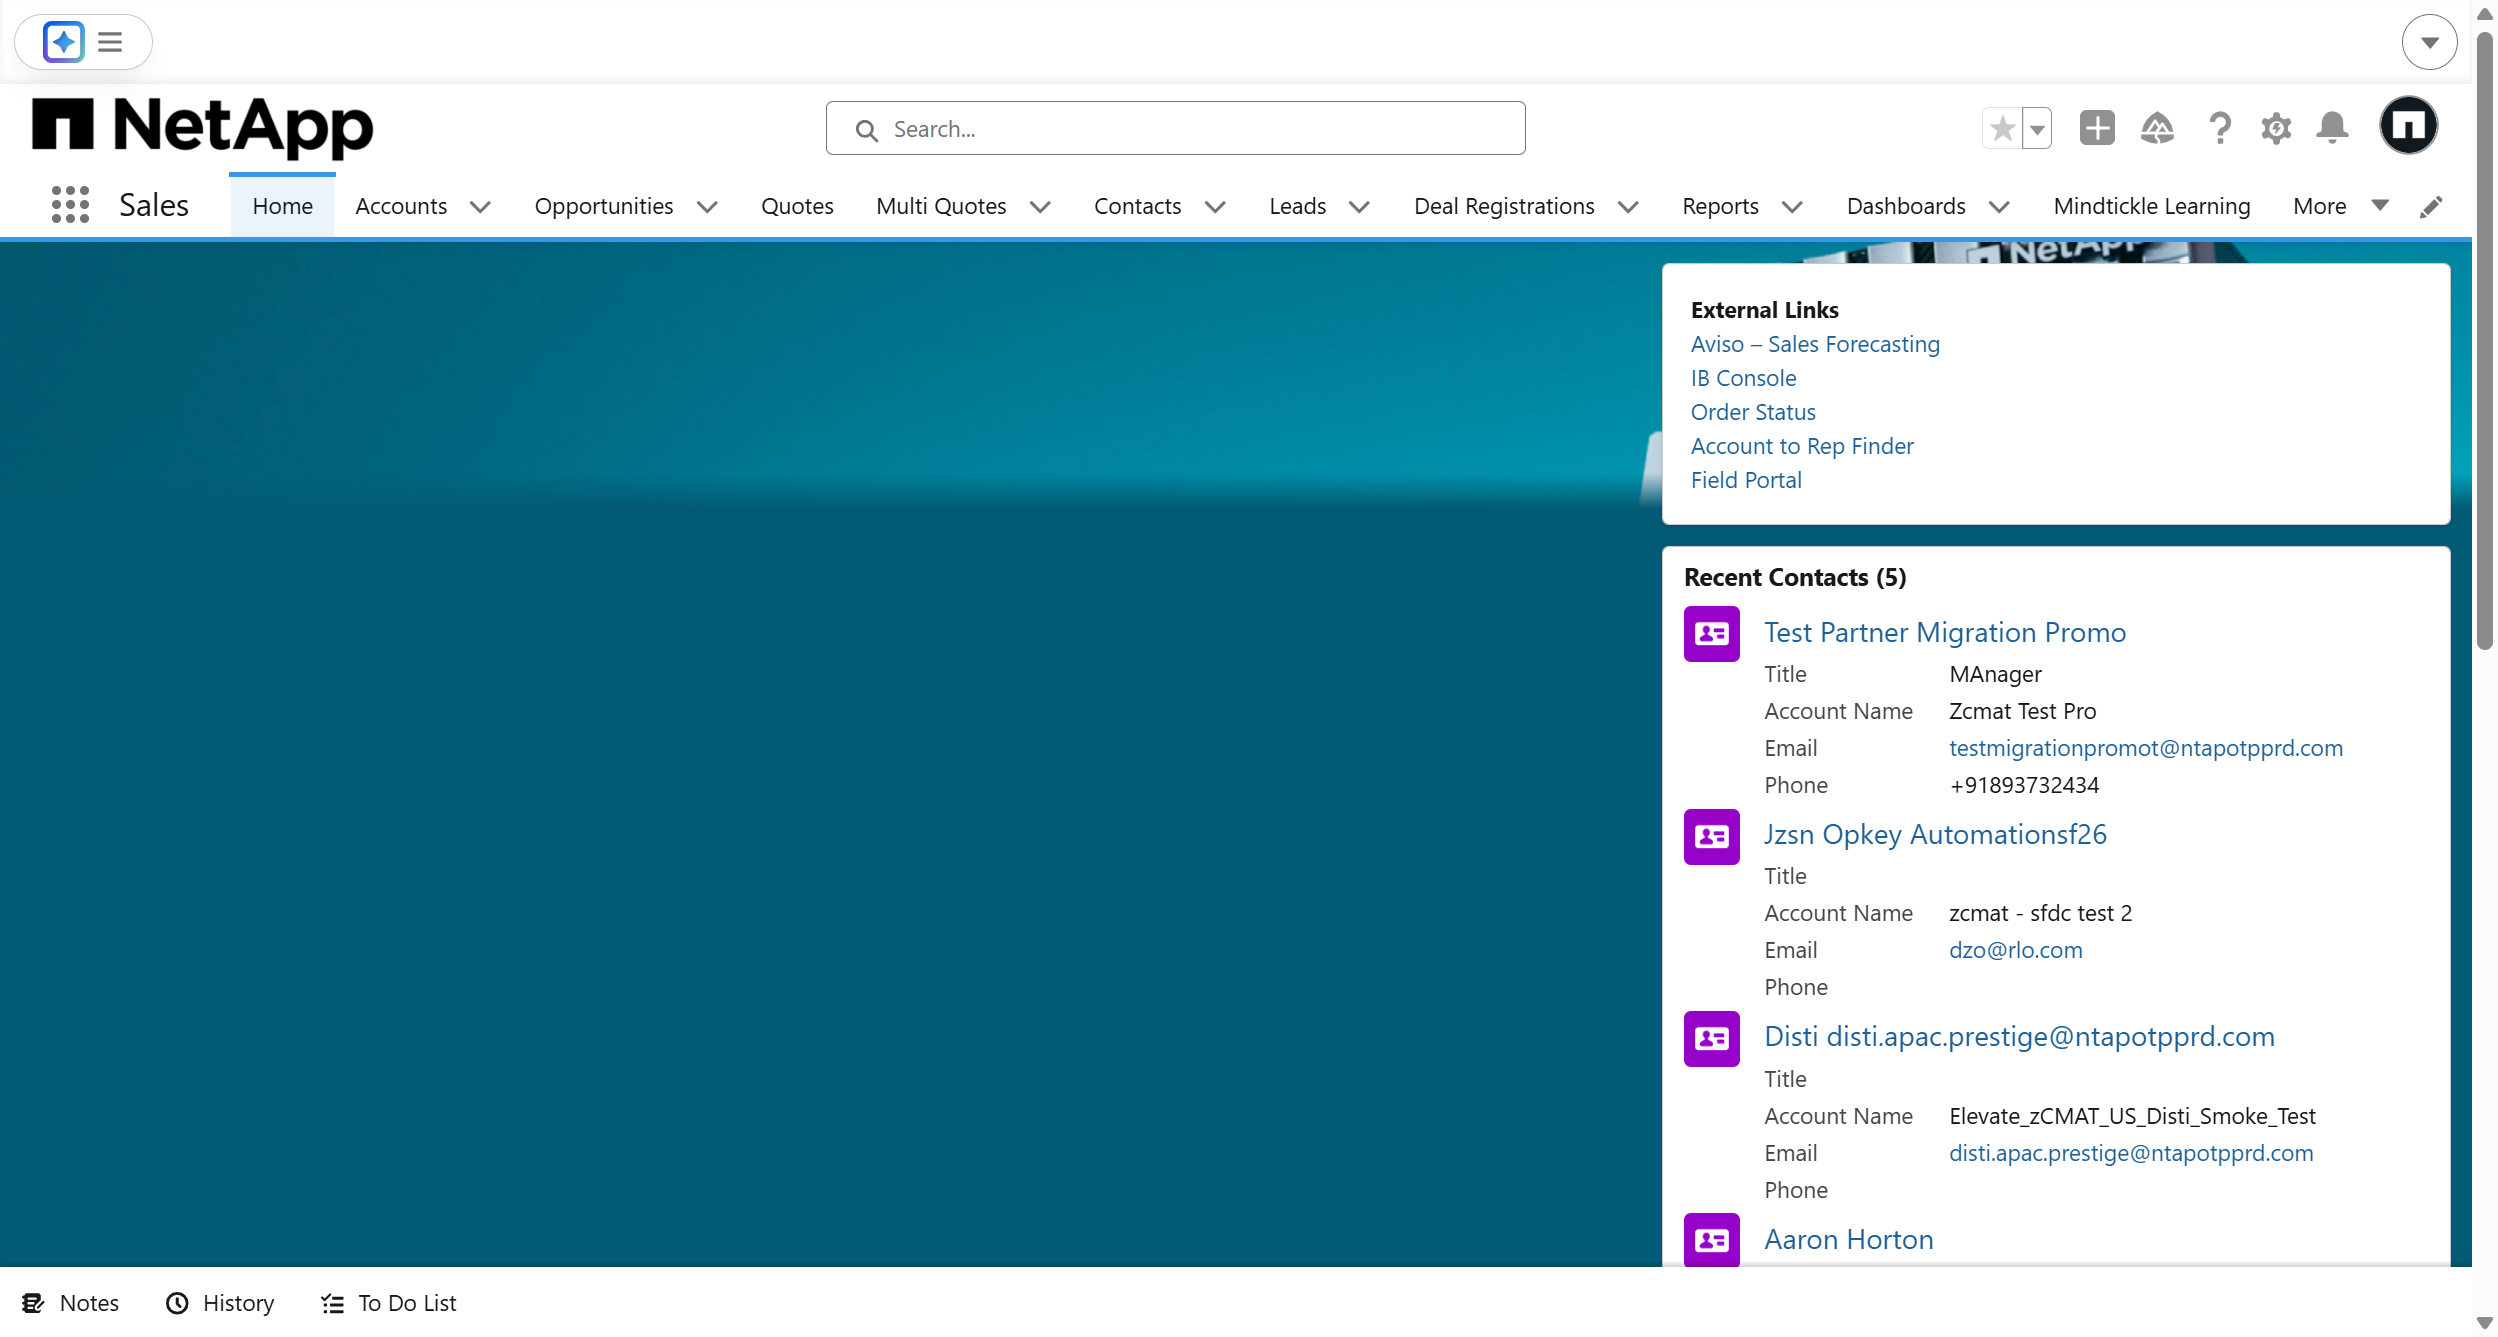 NetApp
Search...
Sales
Home
Accounts
Opportunities
Quotes
Multi Quotes
Contacts
Leads
Deal Registrations
Reports
Dashboards
Mindtickle Learning
More
NetApp
External Links
Aviso – Sales Forecasting
IB Console
Order Status
Account to Rep Finder
Field Portal
Recent Contacts (5)
Test Partner Migration Promo
Title MAnager
Account Name Zcmat Test Pro
Email testmigrationpromot@ntapotpprd.com
Phone +91893732434
Jzsn Opkey Automationsf26
Title
Account Name zcmat - sfdc test 2
Email dzo@rlo.com
Phone
Disti disti.apac.prestige@ntapotpprd.com
Title
Account Name Elevate_zCMAT_US_Disti_Smoke_Test
Email disti.apac.prestige@ntapotpprd.com
Phone
Aaron Horton
Notes
History
To Do List